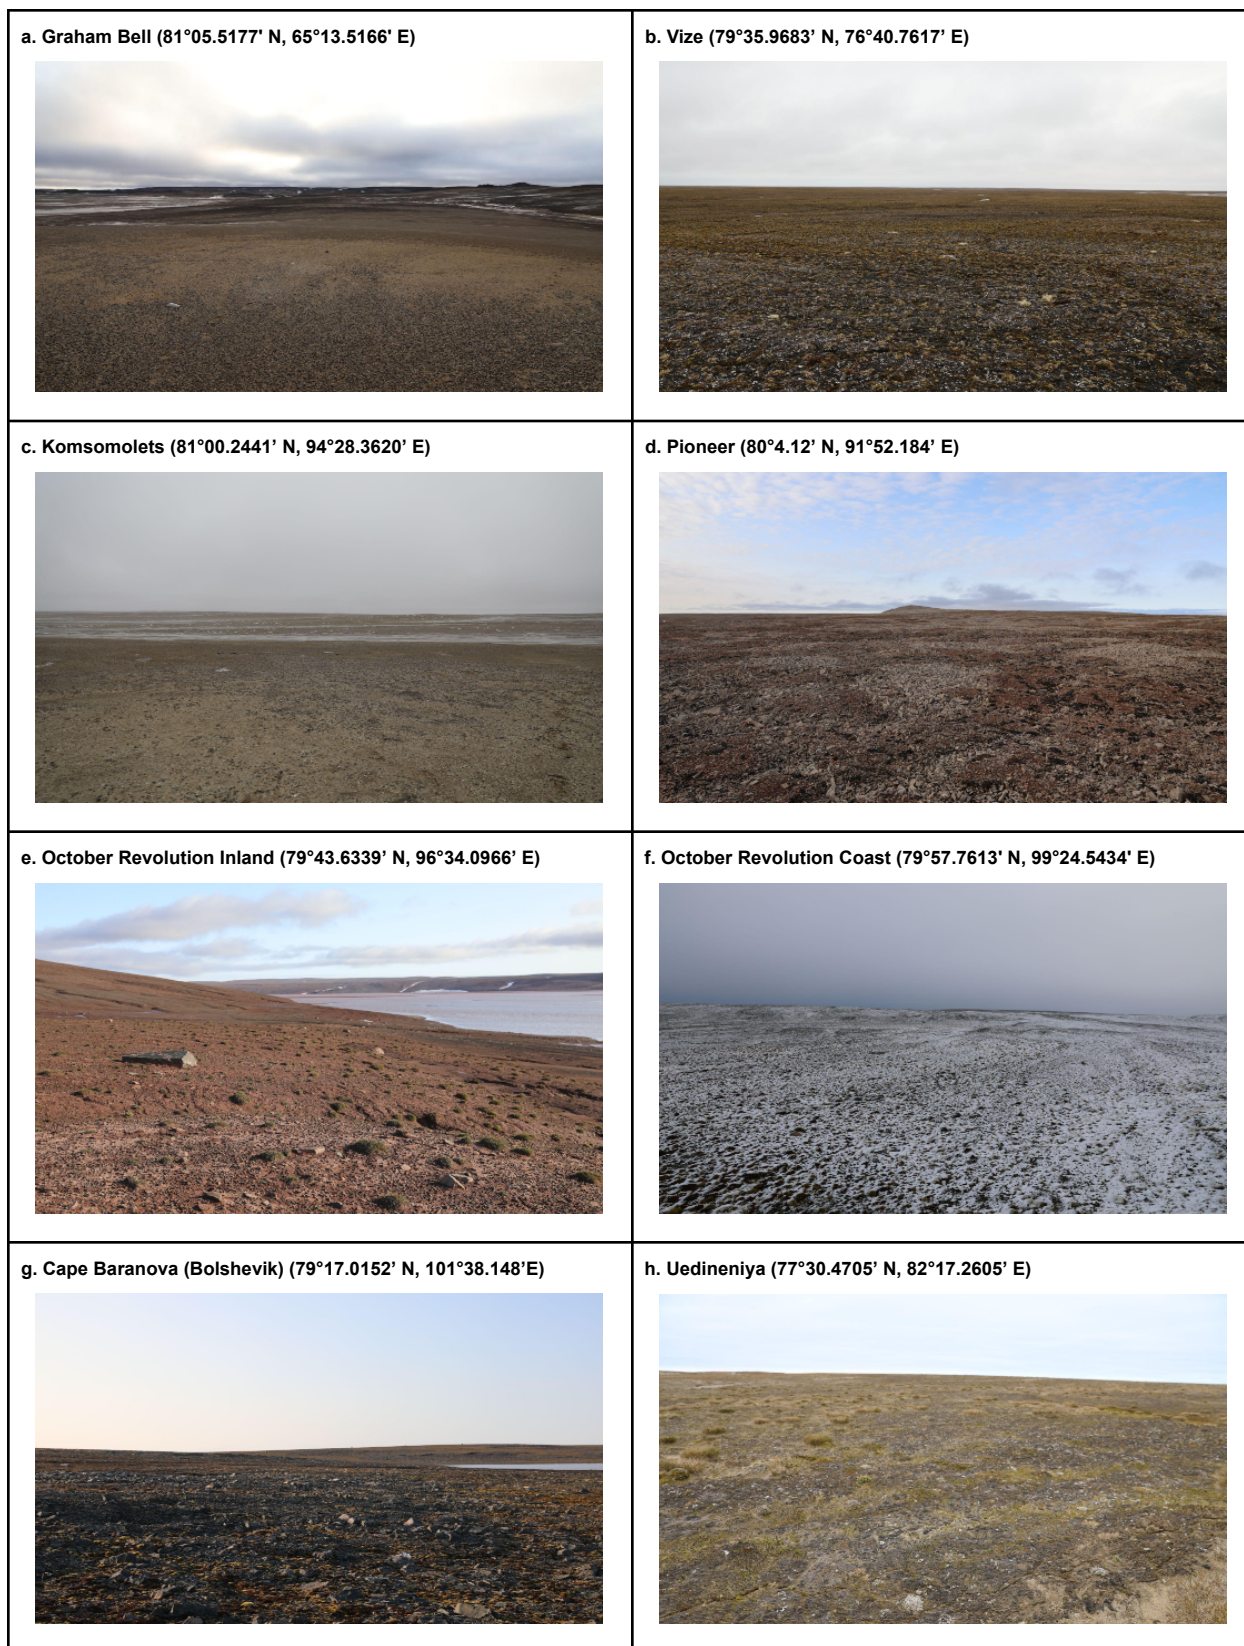 a. Graham Bell (81°05.5177' N, 65°13.5166' E)
b. Vize (79°35.9683’ N, 76°40.7617’ E)
c. Komsomolets (81°00.2441’ N, 94°28.3620’ E)
d. Pioneer (80°4.12’ N, 91°52.184’ E)
e. October Revolution Inland (79°43.6339’ N, 96°34.0966’ E)
f. October Revolution Coast (79°57.7613' N, 99°24.5434' E)
g. Cape Baranova (Bolshevik) (79°17.0152’ N, 101°38.148’E)
h. Uedineniya (77°30.4705’ N, 82°17.2605’ E)